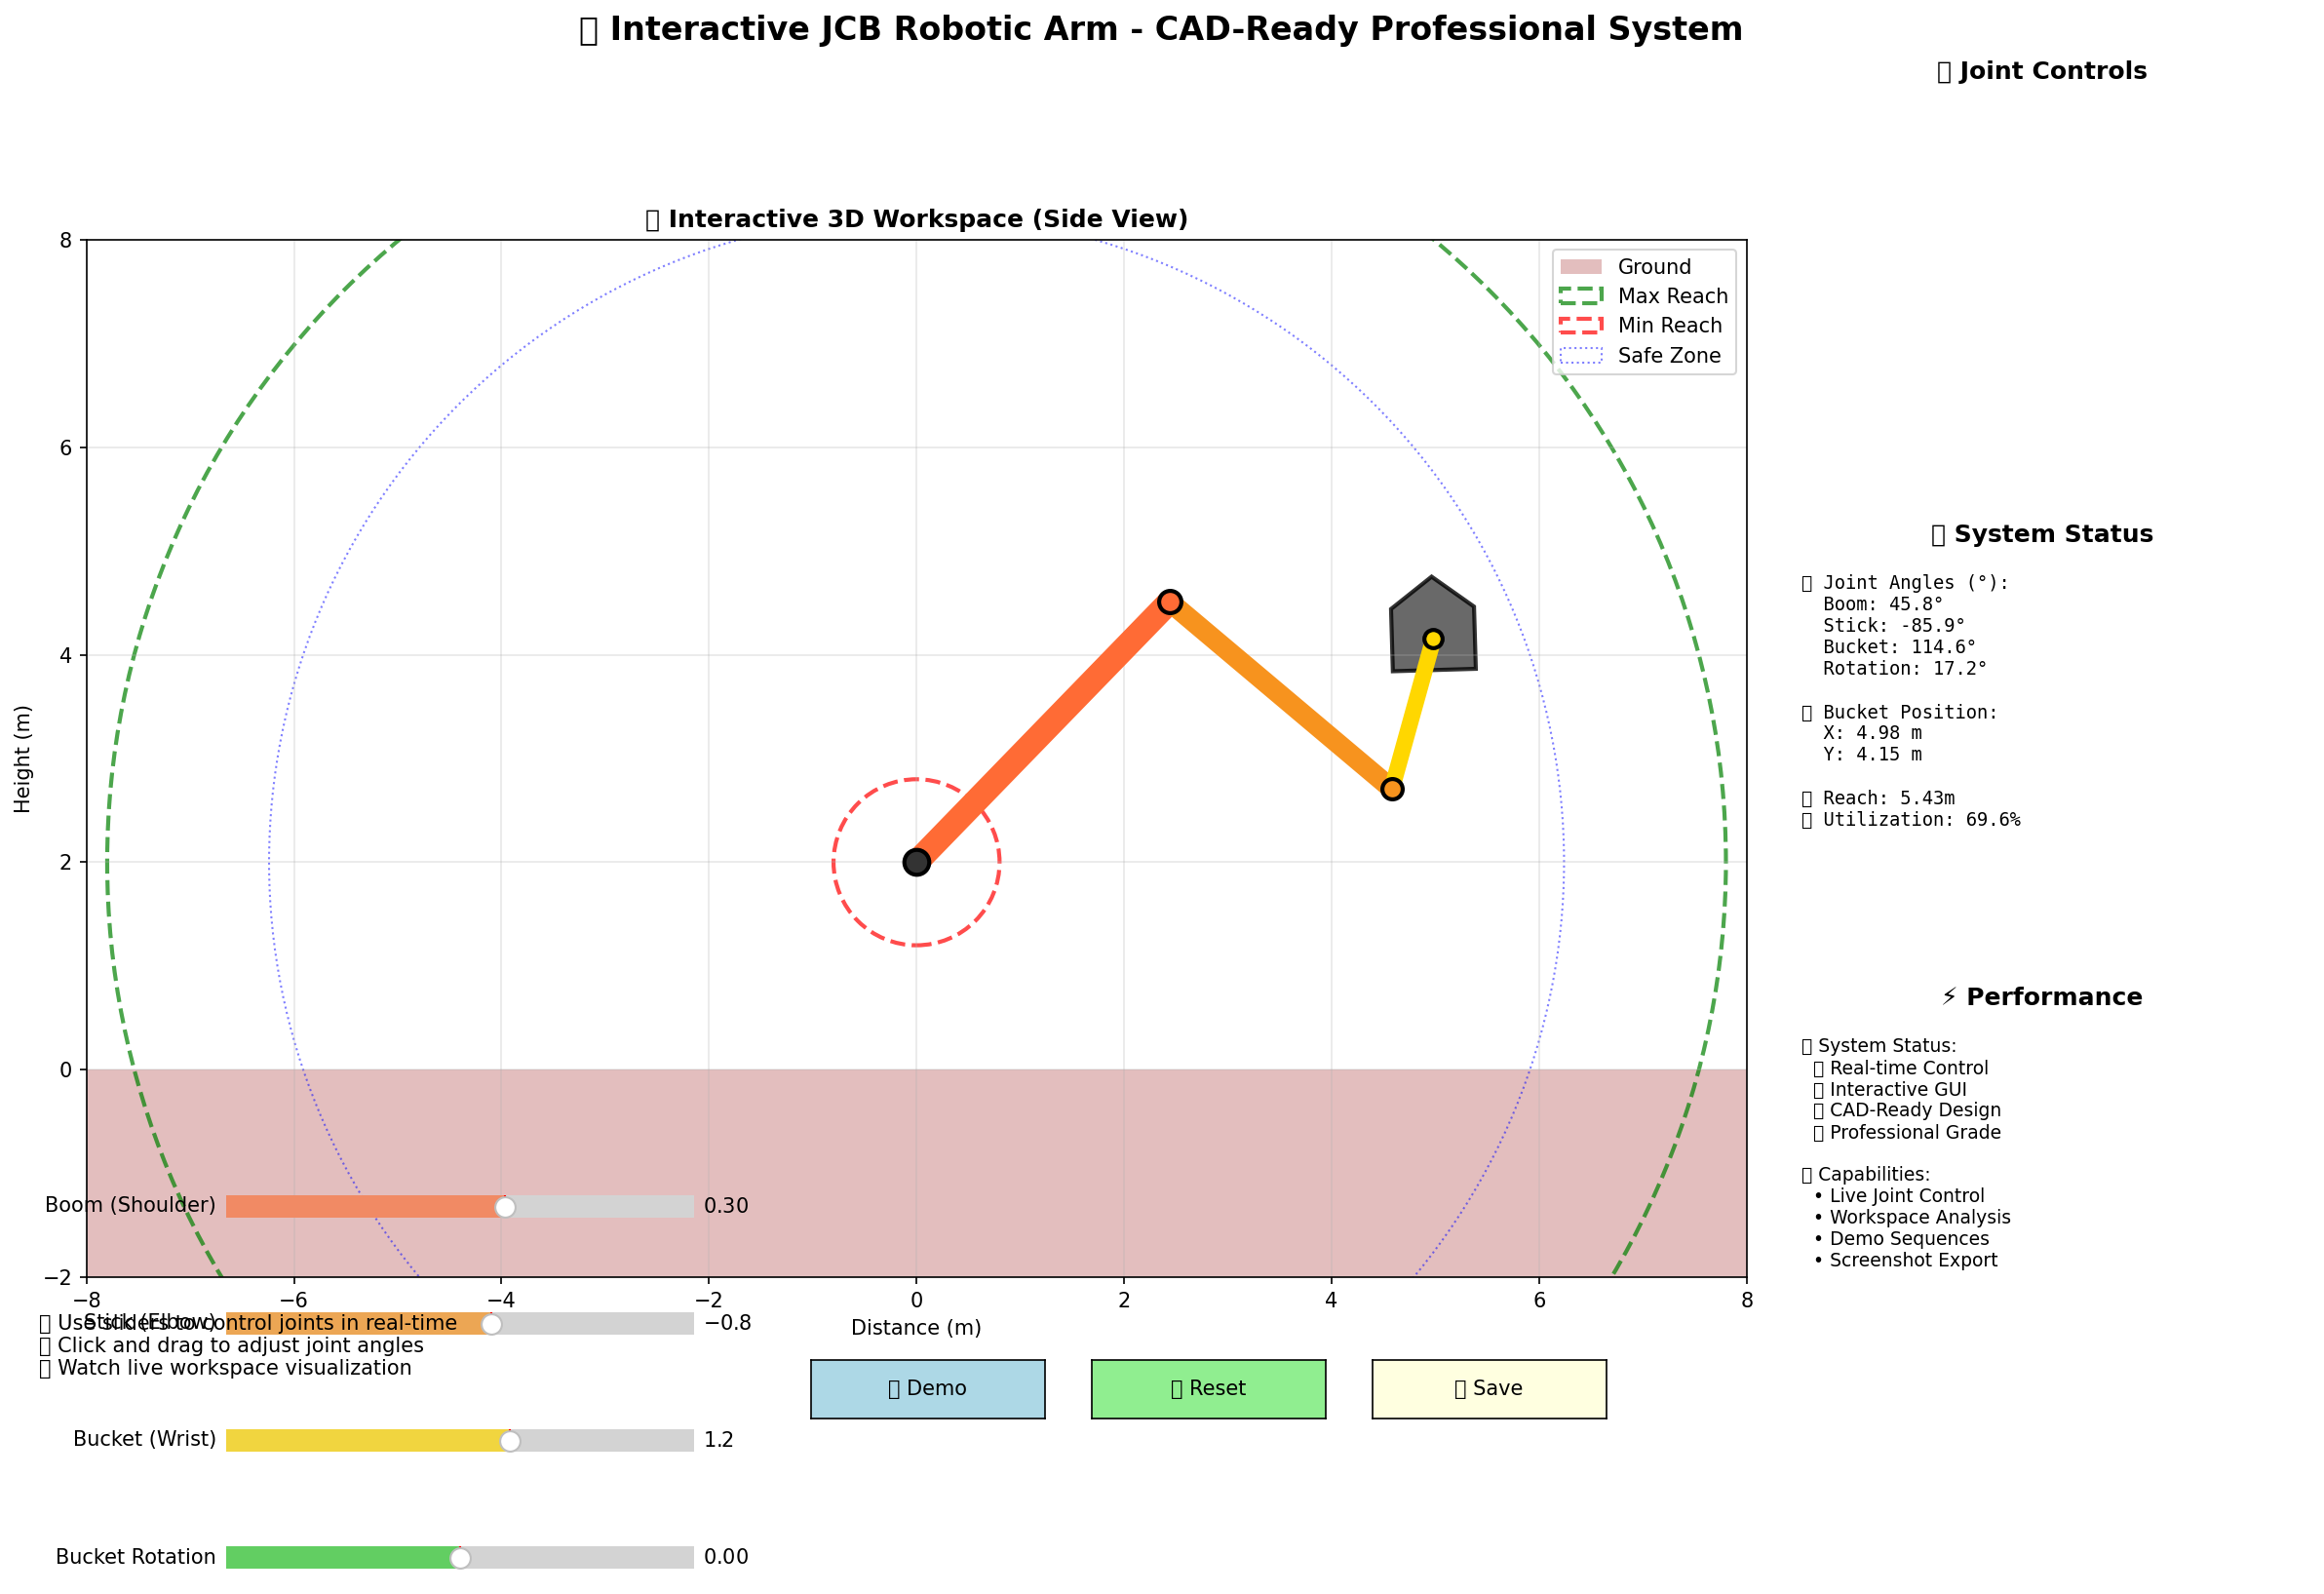 ▯ Interactive JCB Robotic Arm - CAD-Ready Professional System
▯ Joint Controls
▯ Interactive 3D Workspace (Side View)
8
6
4
2
0
−2
Height (m)
Ground
Max Reach
Min Reach
Safe Zone
−8
−6
−4
−2
0
2
4
6
8
Distance (m)
▯ System Status
▯ Joint Angles (°):
Boom: 45.8°
Stick: -85.9°
Bucket: 114.6°
Rotation: 17.2°
▯ Bucket Position:
X: 4.98 m
Y: 4.15 m
▯ Reach: 5.43m
▯ Utilization: 69.6%
⚡ Performance
▯ System Status:
▯ Real-time Control
▯ Interactive GUI
▯ CAD-Ready Design
▯ Professional Grade
▯ Capabilities:
• Live Joint Control
• Workspace Analysis
• Demo Sequences
• Screenshot Export
Boom (Shoulder) 0.30
Stick (Elbow) −0.8
▯ Use sliders to control joints in real-time
▯ Click and drag to adjust joint angles
▯ Watch live workspace visualization
▯ Demo
▯ Reset
▯ Save
Bucket (Wrist) 1.2
Bucket Rotation 0.00